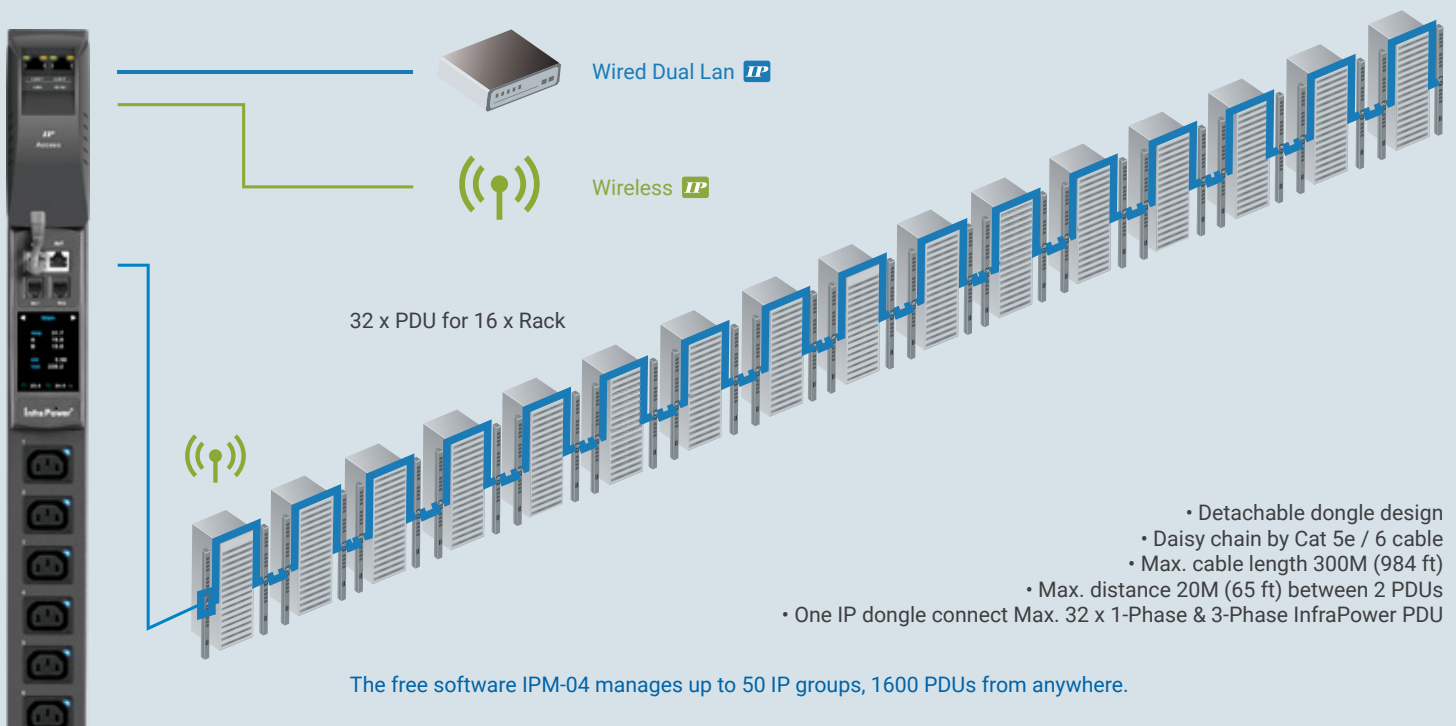 Wired Dual Lan IP
IP
Access
Wireless IP
32 x PDU for 16 x Rack
InfraPower
• Detachable dongle design
• Daisy chain by Cat 5e / 6 cable
• Max. cable length 300M (984 ft)
• Max. distance 20M (65 ft) between 2 PDUs
• One IP dongle connect Max. 32 x 1-Phase & 3-Phase InfraPower PDU
The free software IPM-04 manages up to 50 IP groups, 1600 PDUs from anywhere.